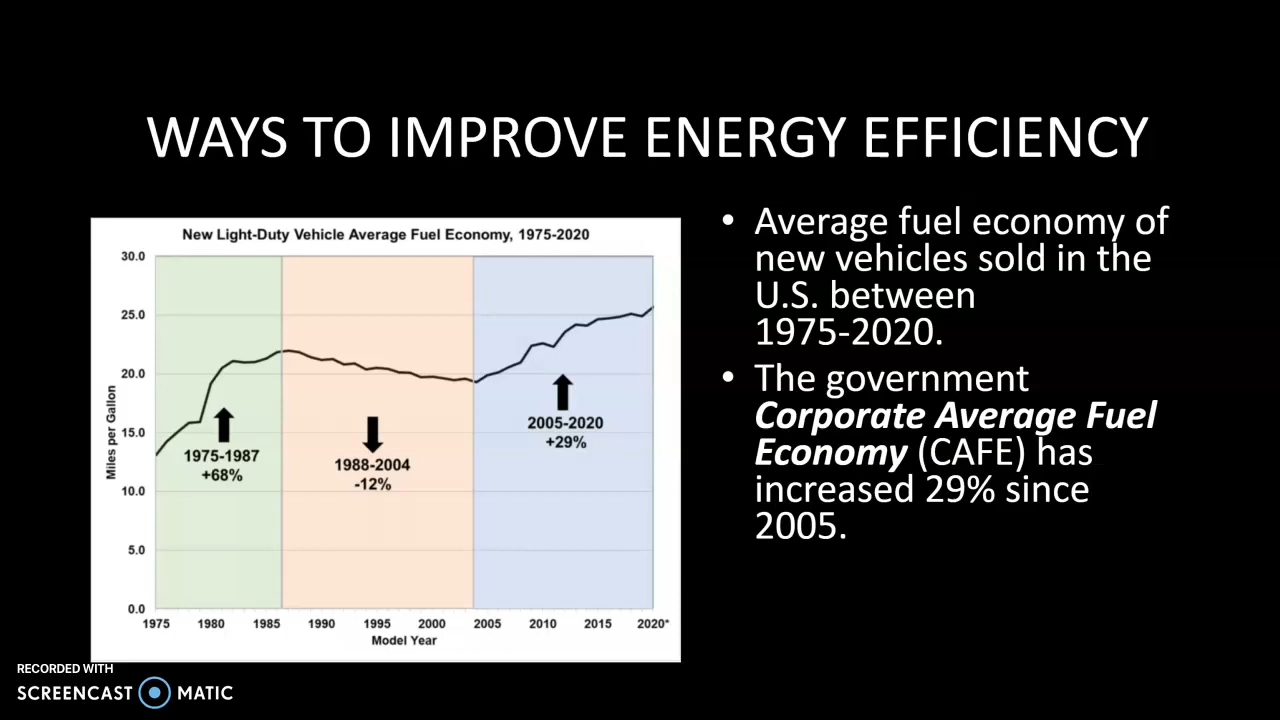 WAYS TO IMPROVE ENERGY EFFICIENCY
New Light-Duty Vehicle Average Fuel Economy, 1975-2020
30.0
25.0
20.0
15.0
10.0
5.0
0.0
Miles per Gallon
1975-1987
+68%
1988-2004
-12%
2005-2020
+29%
1975 1980 1985 1990 1995 2000 2005 2010 2015 2020*
Model Year
• Average fuel economy of
new vehicles sold in the
U.S. between
1975-2020.
• The government
Corporate Average Fuel
Economy (CAFE) has
increased 29% since
2005.
RECORDED WITH
SCREENCAST MATIC